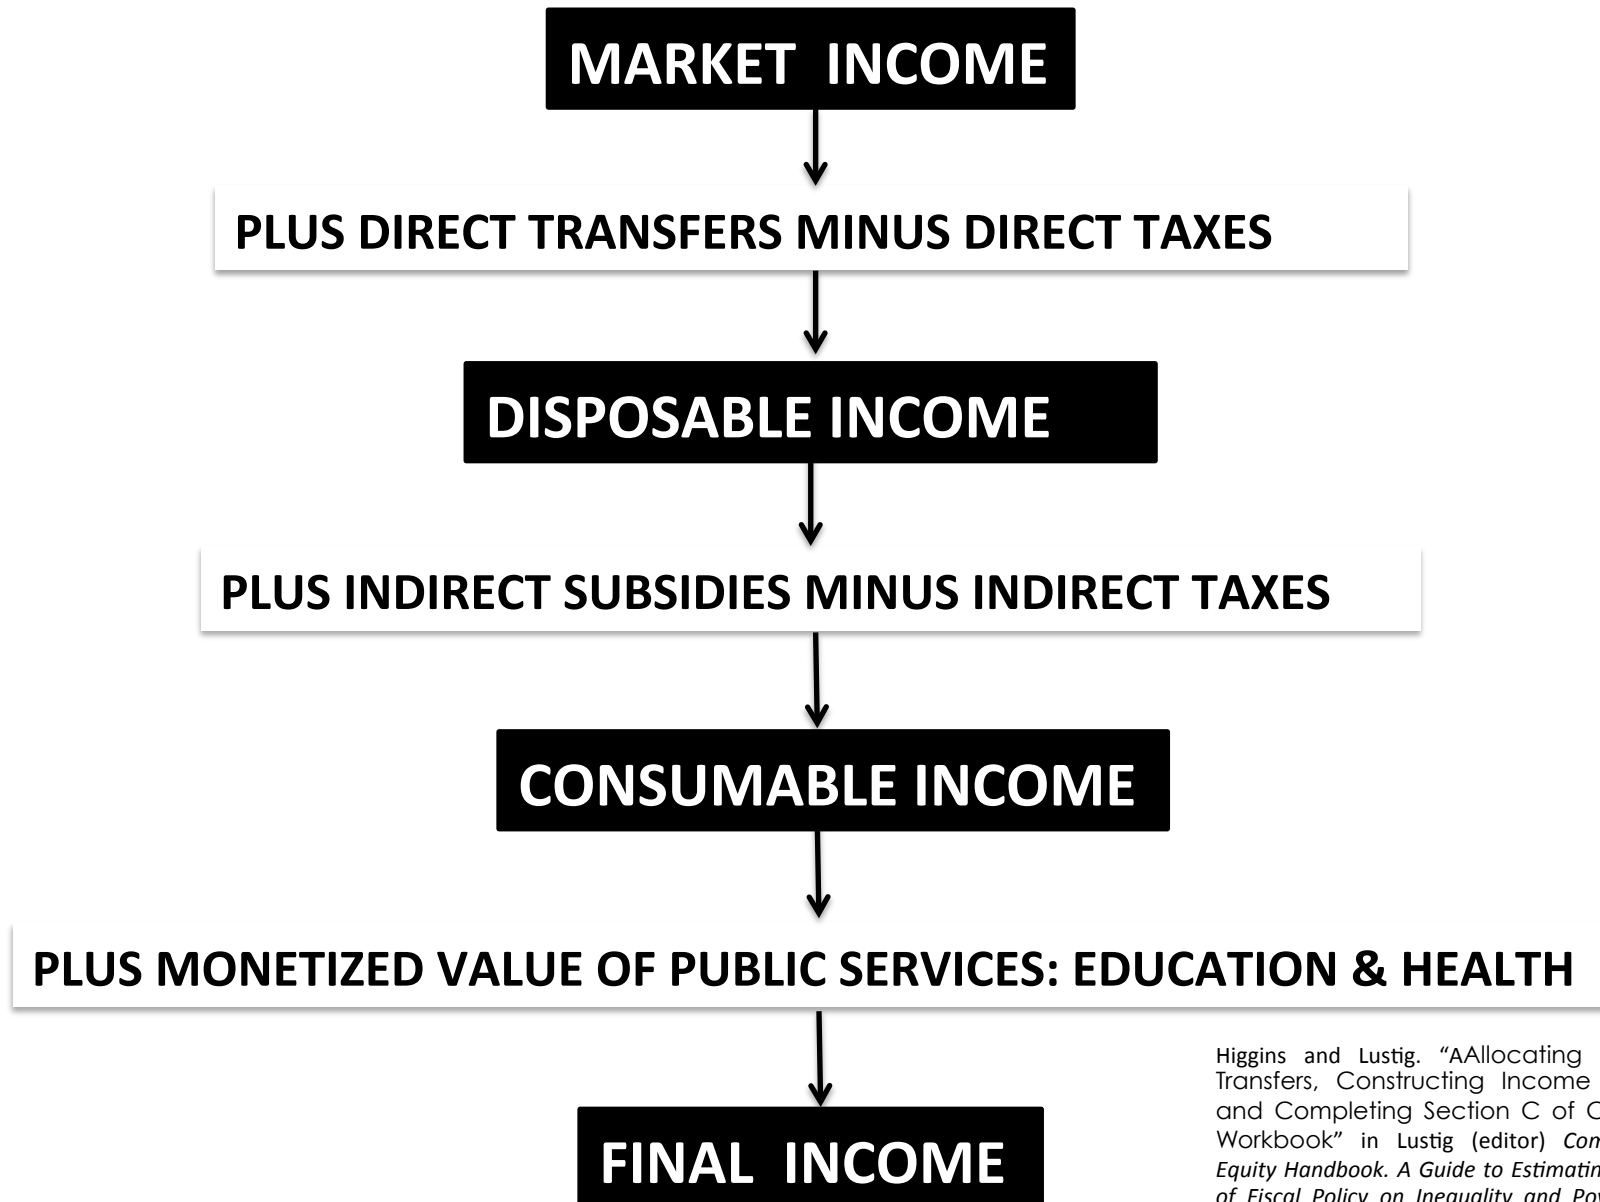 MARKET INCOME
PLUS DIRECT TRANSFERS MINUS DIRECT TAXES
DISPOSABLE INCOME
PLUS INDIRECT SUBSIDIES MINUS INDIRECT TAXES
CONSUMABLE INCOME
PLUS MONETIZED VALUE OF PUBLIC SERVICES: EDUCATION & HEALTH
Higgins and Lustig. “AAllocating
Transfers, Constructing Income
and Completing Section C of
Workbook” in Lustig (editor)
Equity Handbook. A Guide to
of Fiscal Policy on Inequality and
FINAL INCOME